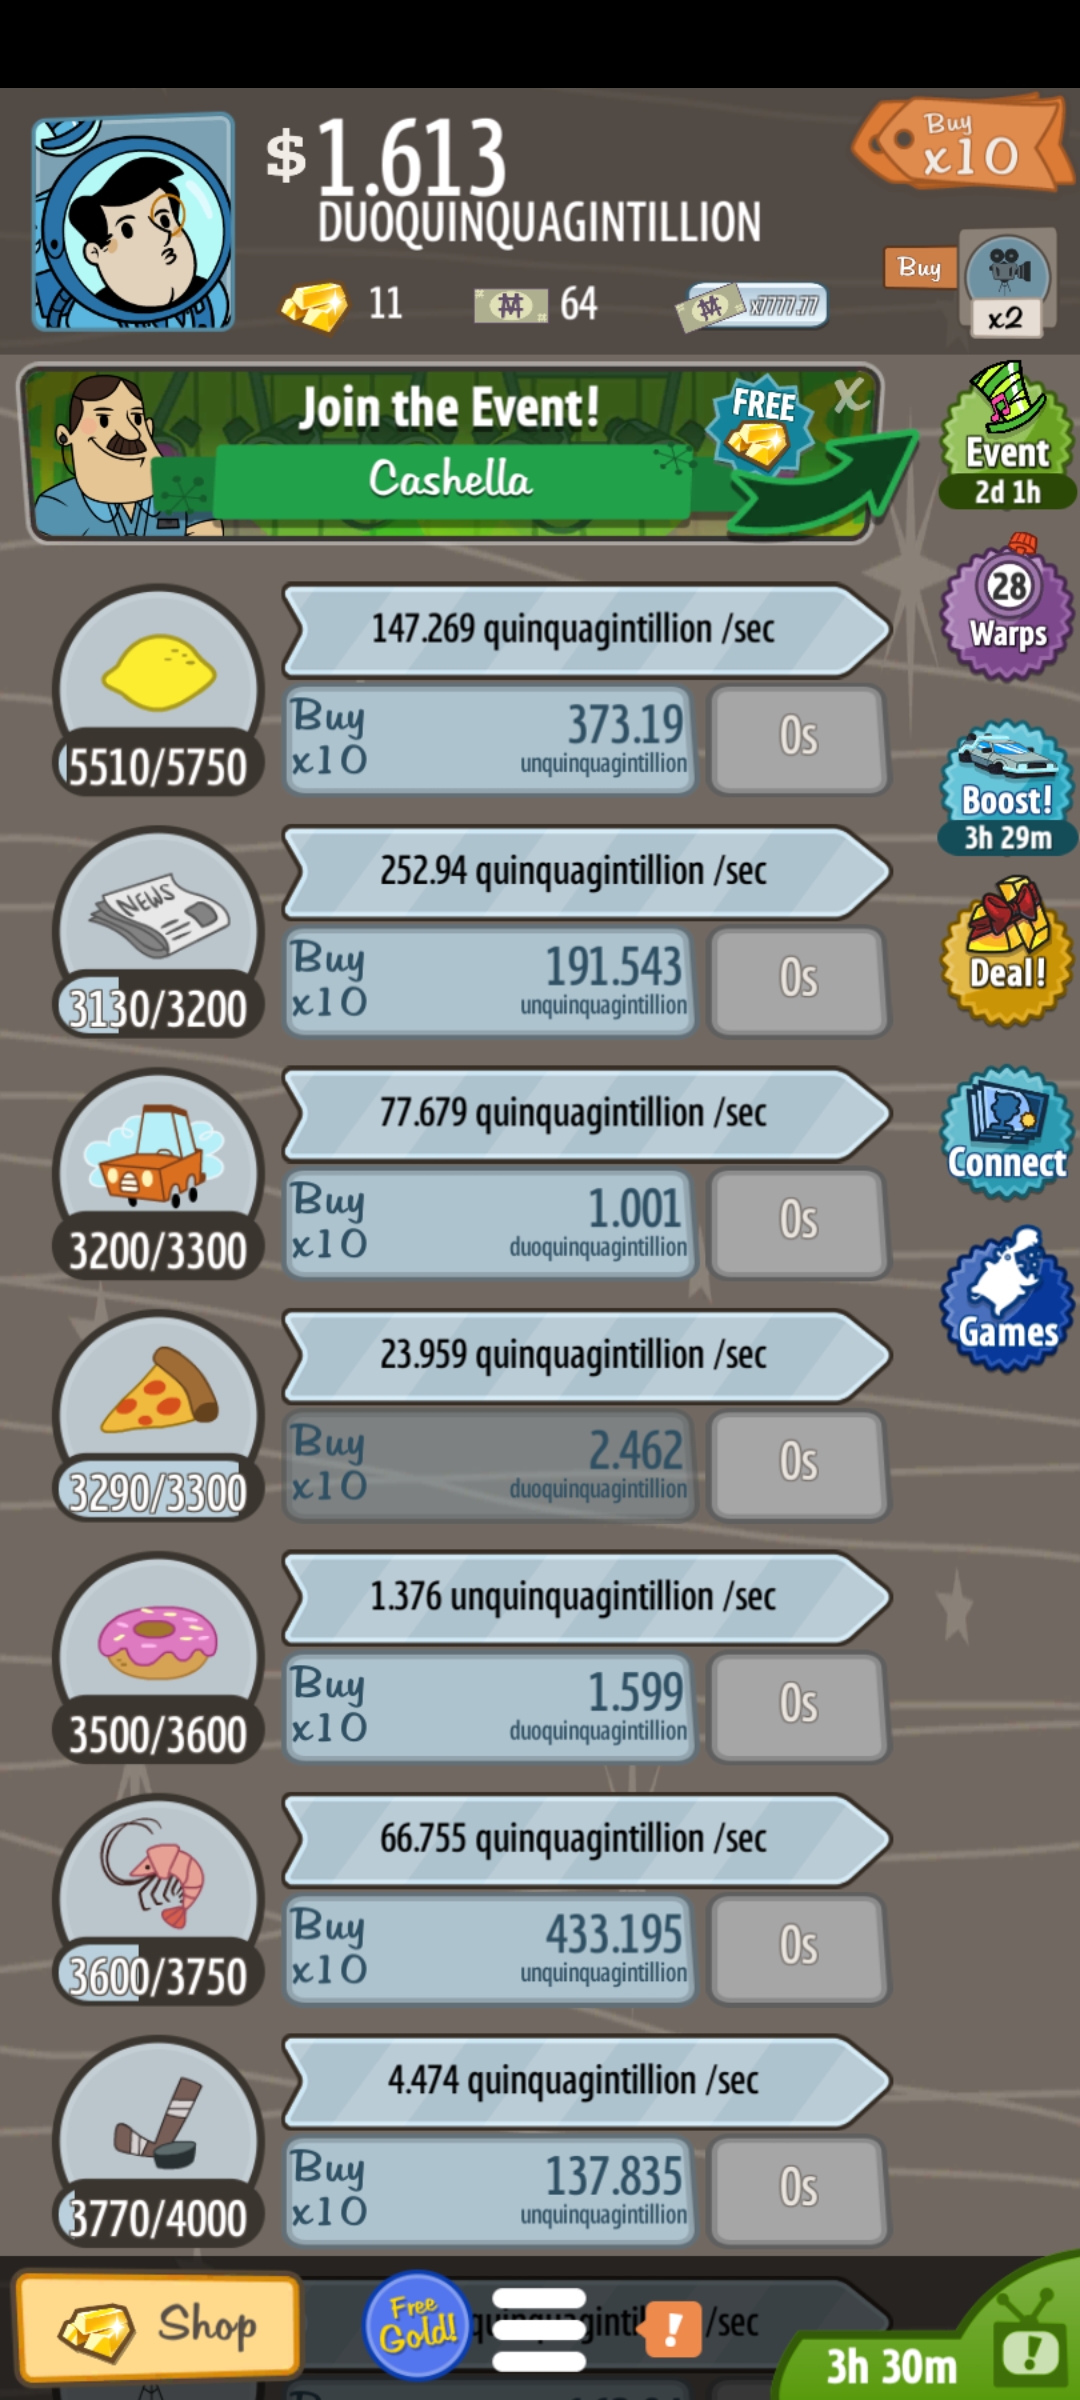 $1.613
DUOQUINQUAGINTILLION
Buy
x10
11
64
x7777.77
Buy
x2
Join the Event!
Cashella
FREE
X
Event
2d 1h
28
Warps
Boost!
3h 29m
Deal!
Connect
Games
147.269 quinquagintillion /sec
5510/5750
Buy
x10
373.19
unquinquagintillion
0s
NEWS
252.94 quinquagintillion /sec
3130/3200
Buy
x10
191.543
unquinquagintillion
0s
77.679 quinquagintillion /sec
3200/3300
Buy
x10
1.001
duoquinquagintillion
0s
23.959 quinquagintillion /sec
3290/3300
Buy
x10
2.462
duoquinquagintillion
0s
1.376 unquinquagintillion /sec
3500/3600
Buy
x10
1.599
duoquinquagintillion
0s
66.755 quinquagintillion /sec
3600/3750
Buy
x10
433.195
unquinquagintillion
0s
4.474 quinquagintillion /sec
3770/4000
Buy
x10
137.835
unquinquagintillion
0s
Shop
Free
Gold!
!
/sec
3h 30m
!